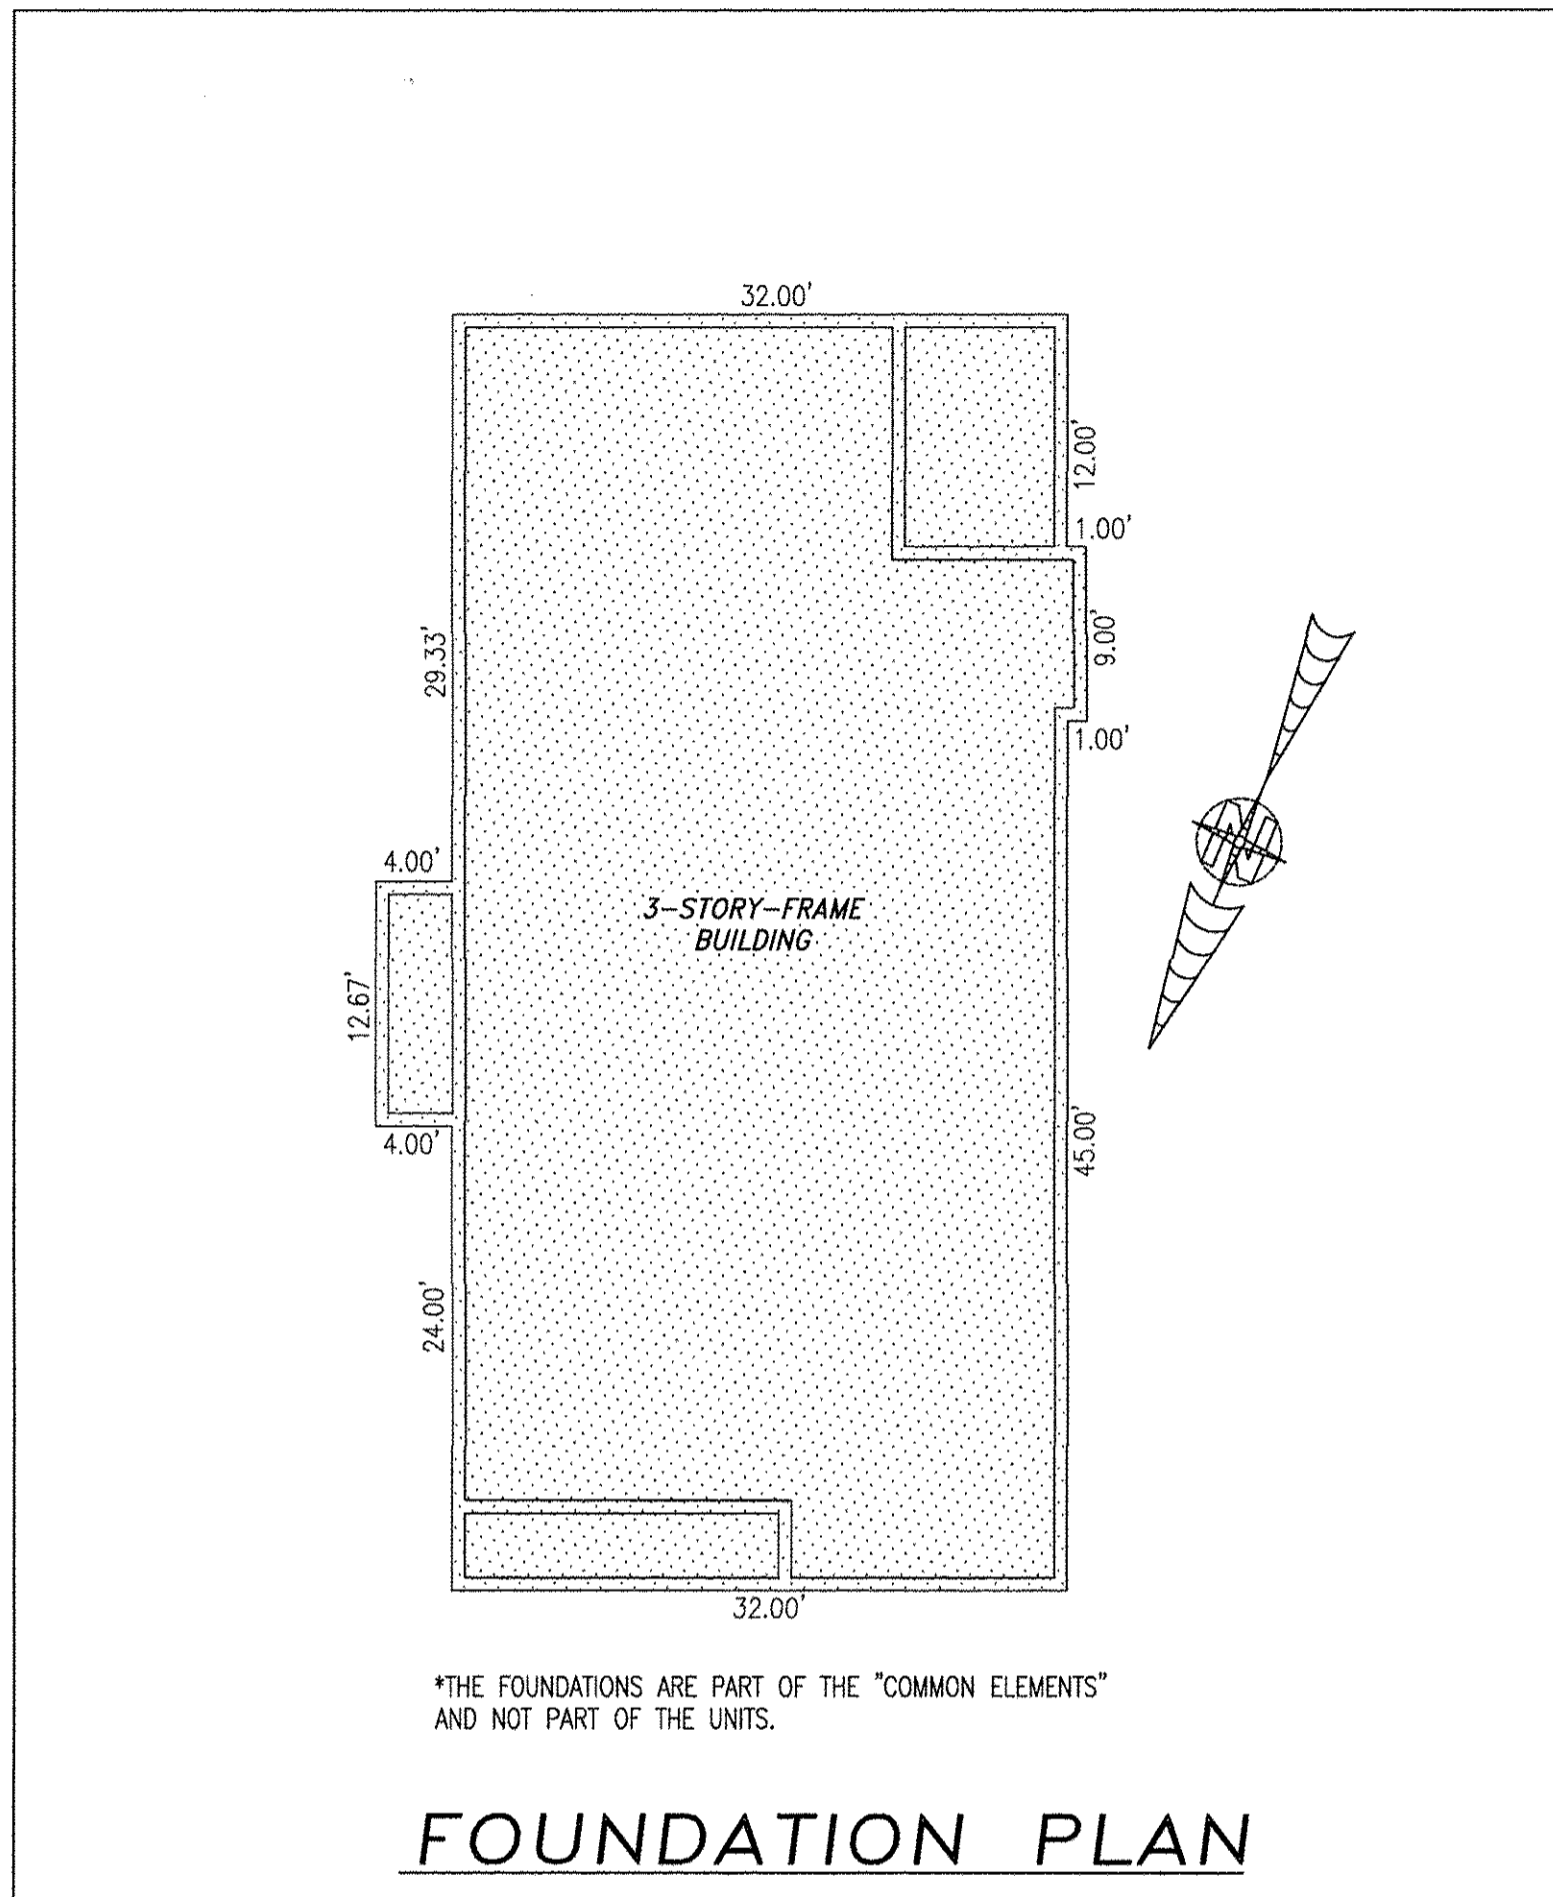 32.00'
12.00'
1.00'
29.33'
9.00'
1.00'
N
4.00'
3-STORY-FRAME
BUILDING
12.67'
4.00'
45.00'
24.00'
32.00'
*THE FOUNDATIONS ARE PART OF THE "COMMON ELEMENTS"
AND NOT PART OF THE UNITS.
FOUNDATION PLAN